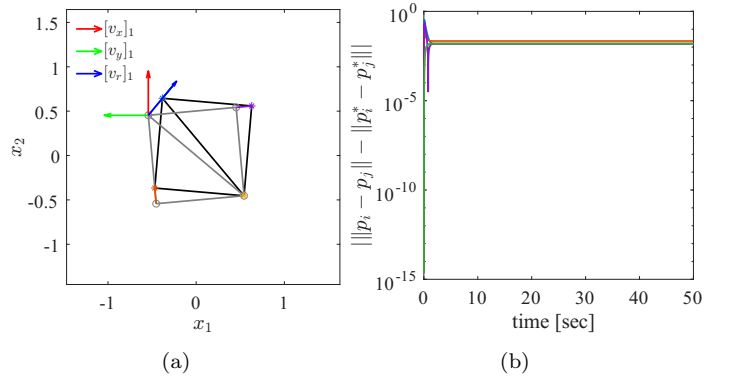 [v_x]_1
[v_y]_1
[v_r]_1
1.5
1
0.5
0
-0.5
-1
x_2
-1 0 1
x_1
(a)
10^0
10^-5
10^-10
10^-15
|||p_i − p_j|| − ||p_i^* − p_j^*|||
0 10 20 30 40 50
time [sec]
(b)